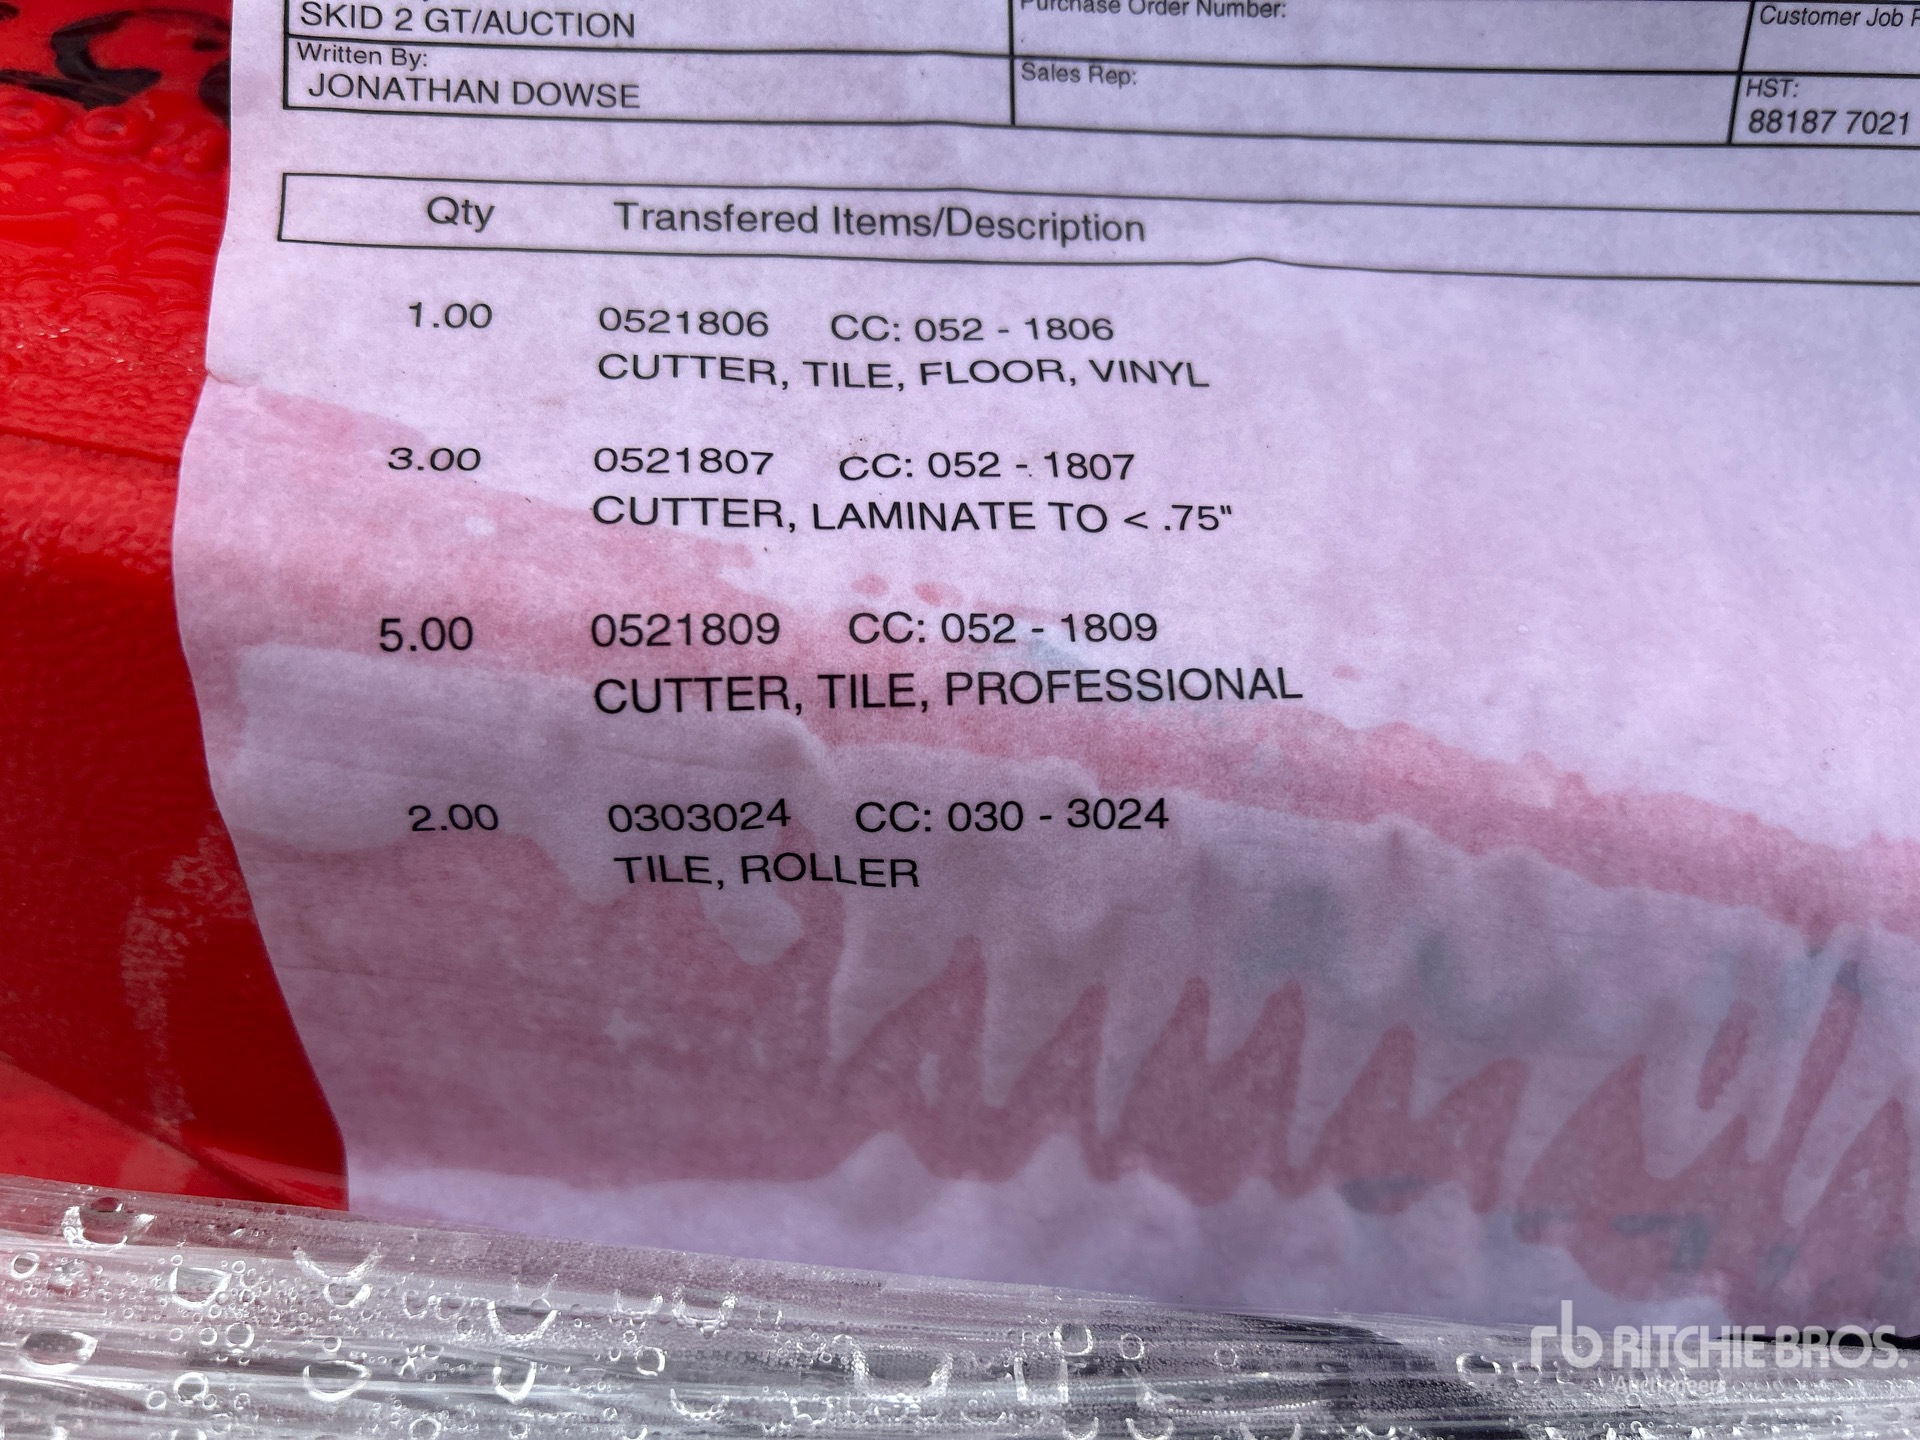 SKID 2 GT/AUCTION
Purchase Order Number:
Customer Job
Written By:
JONATHAN DOWSE
Sales Rep:
HST:
88187 7021
Qty Transfered Items/Description
1.00 0521806 CC: 052 - 1806
CUTTER, TILE, FLOOR, VINYL
3.00 0521807 CC: 052 - 1807
CUTTER, LAMINATE TO < .75"
5.00 0521809 CC: 052 - 1809
CUTTER, TILE, PROFESSIONAL
2.00 0303024 CC: 030 - 3024
TILE, ROLLER
rb RITCHIE BROS.
Auctioneers